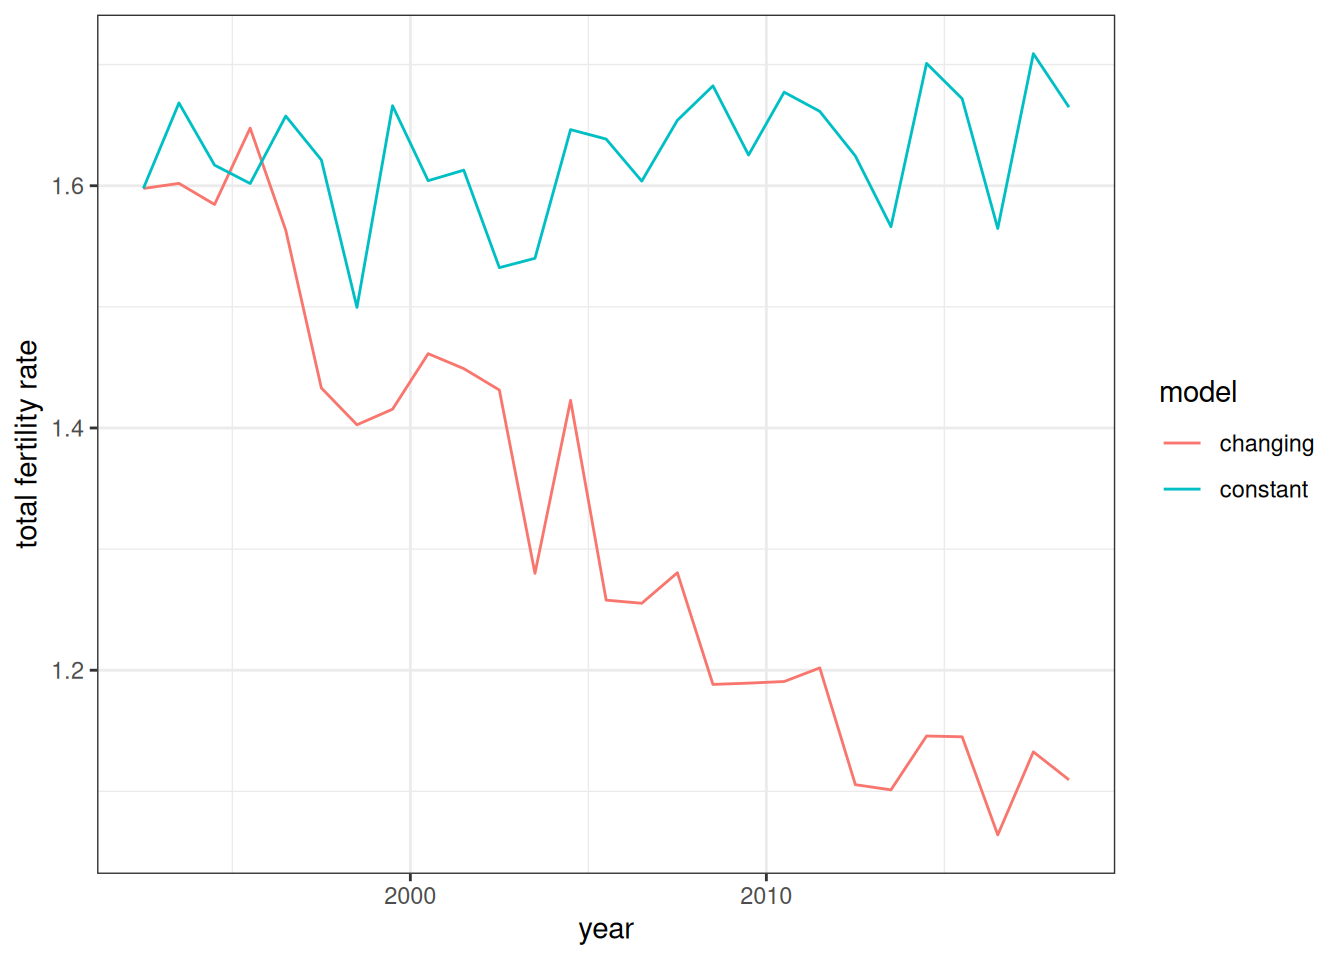 total fertility rate
1.6
1.4
1.2
2000
2010
year
model
changing
constant